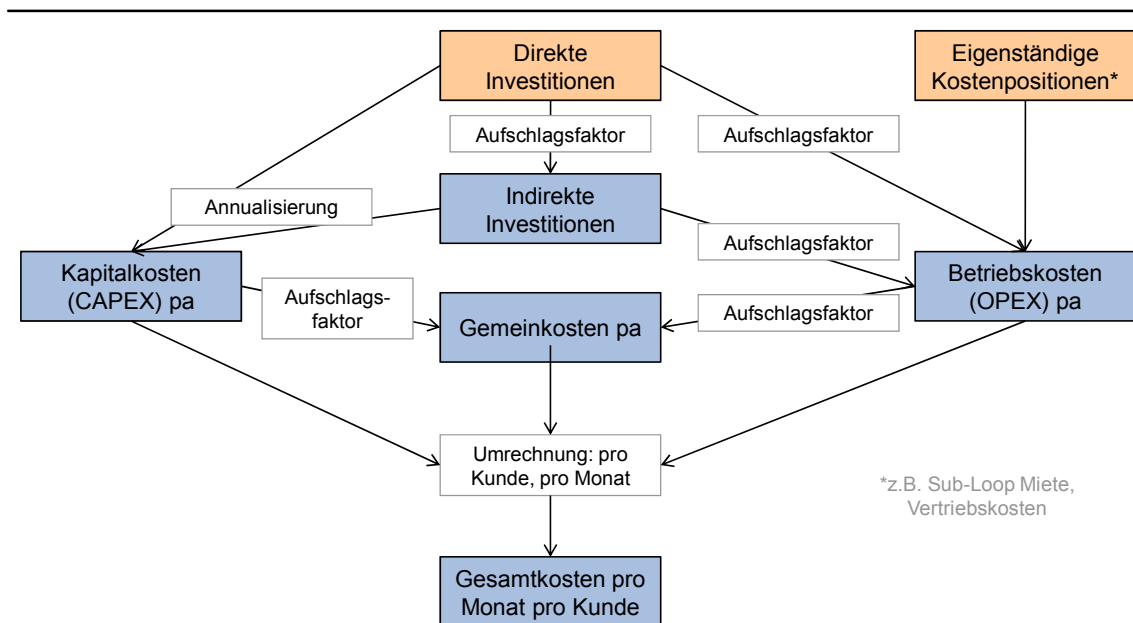 Direkte
Investitionen
Eigenständige
Kostenpositionen*
Aufschlagsfaktor
Aufschlagsfaktor
Indirekte
Investitionen
Annualisierung
Aufschlagsfaktor
Kapitalkosten
(CAPEX) pa
Betriebskosten
(OPEX) pa
Aufschlags-
faktor
Gemeinkosten pa
Aufschlagsfaktor
Umrechnung: pro
Kunde, pro Monat
*z.B. Sub-Loop Miete,
Vertriebskosten
Gesamtkosten pro
Monat pro Kunde